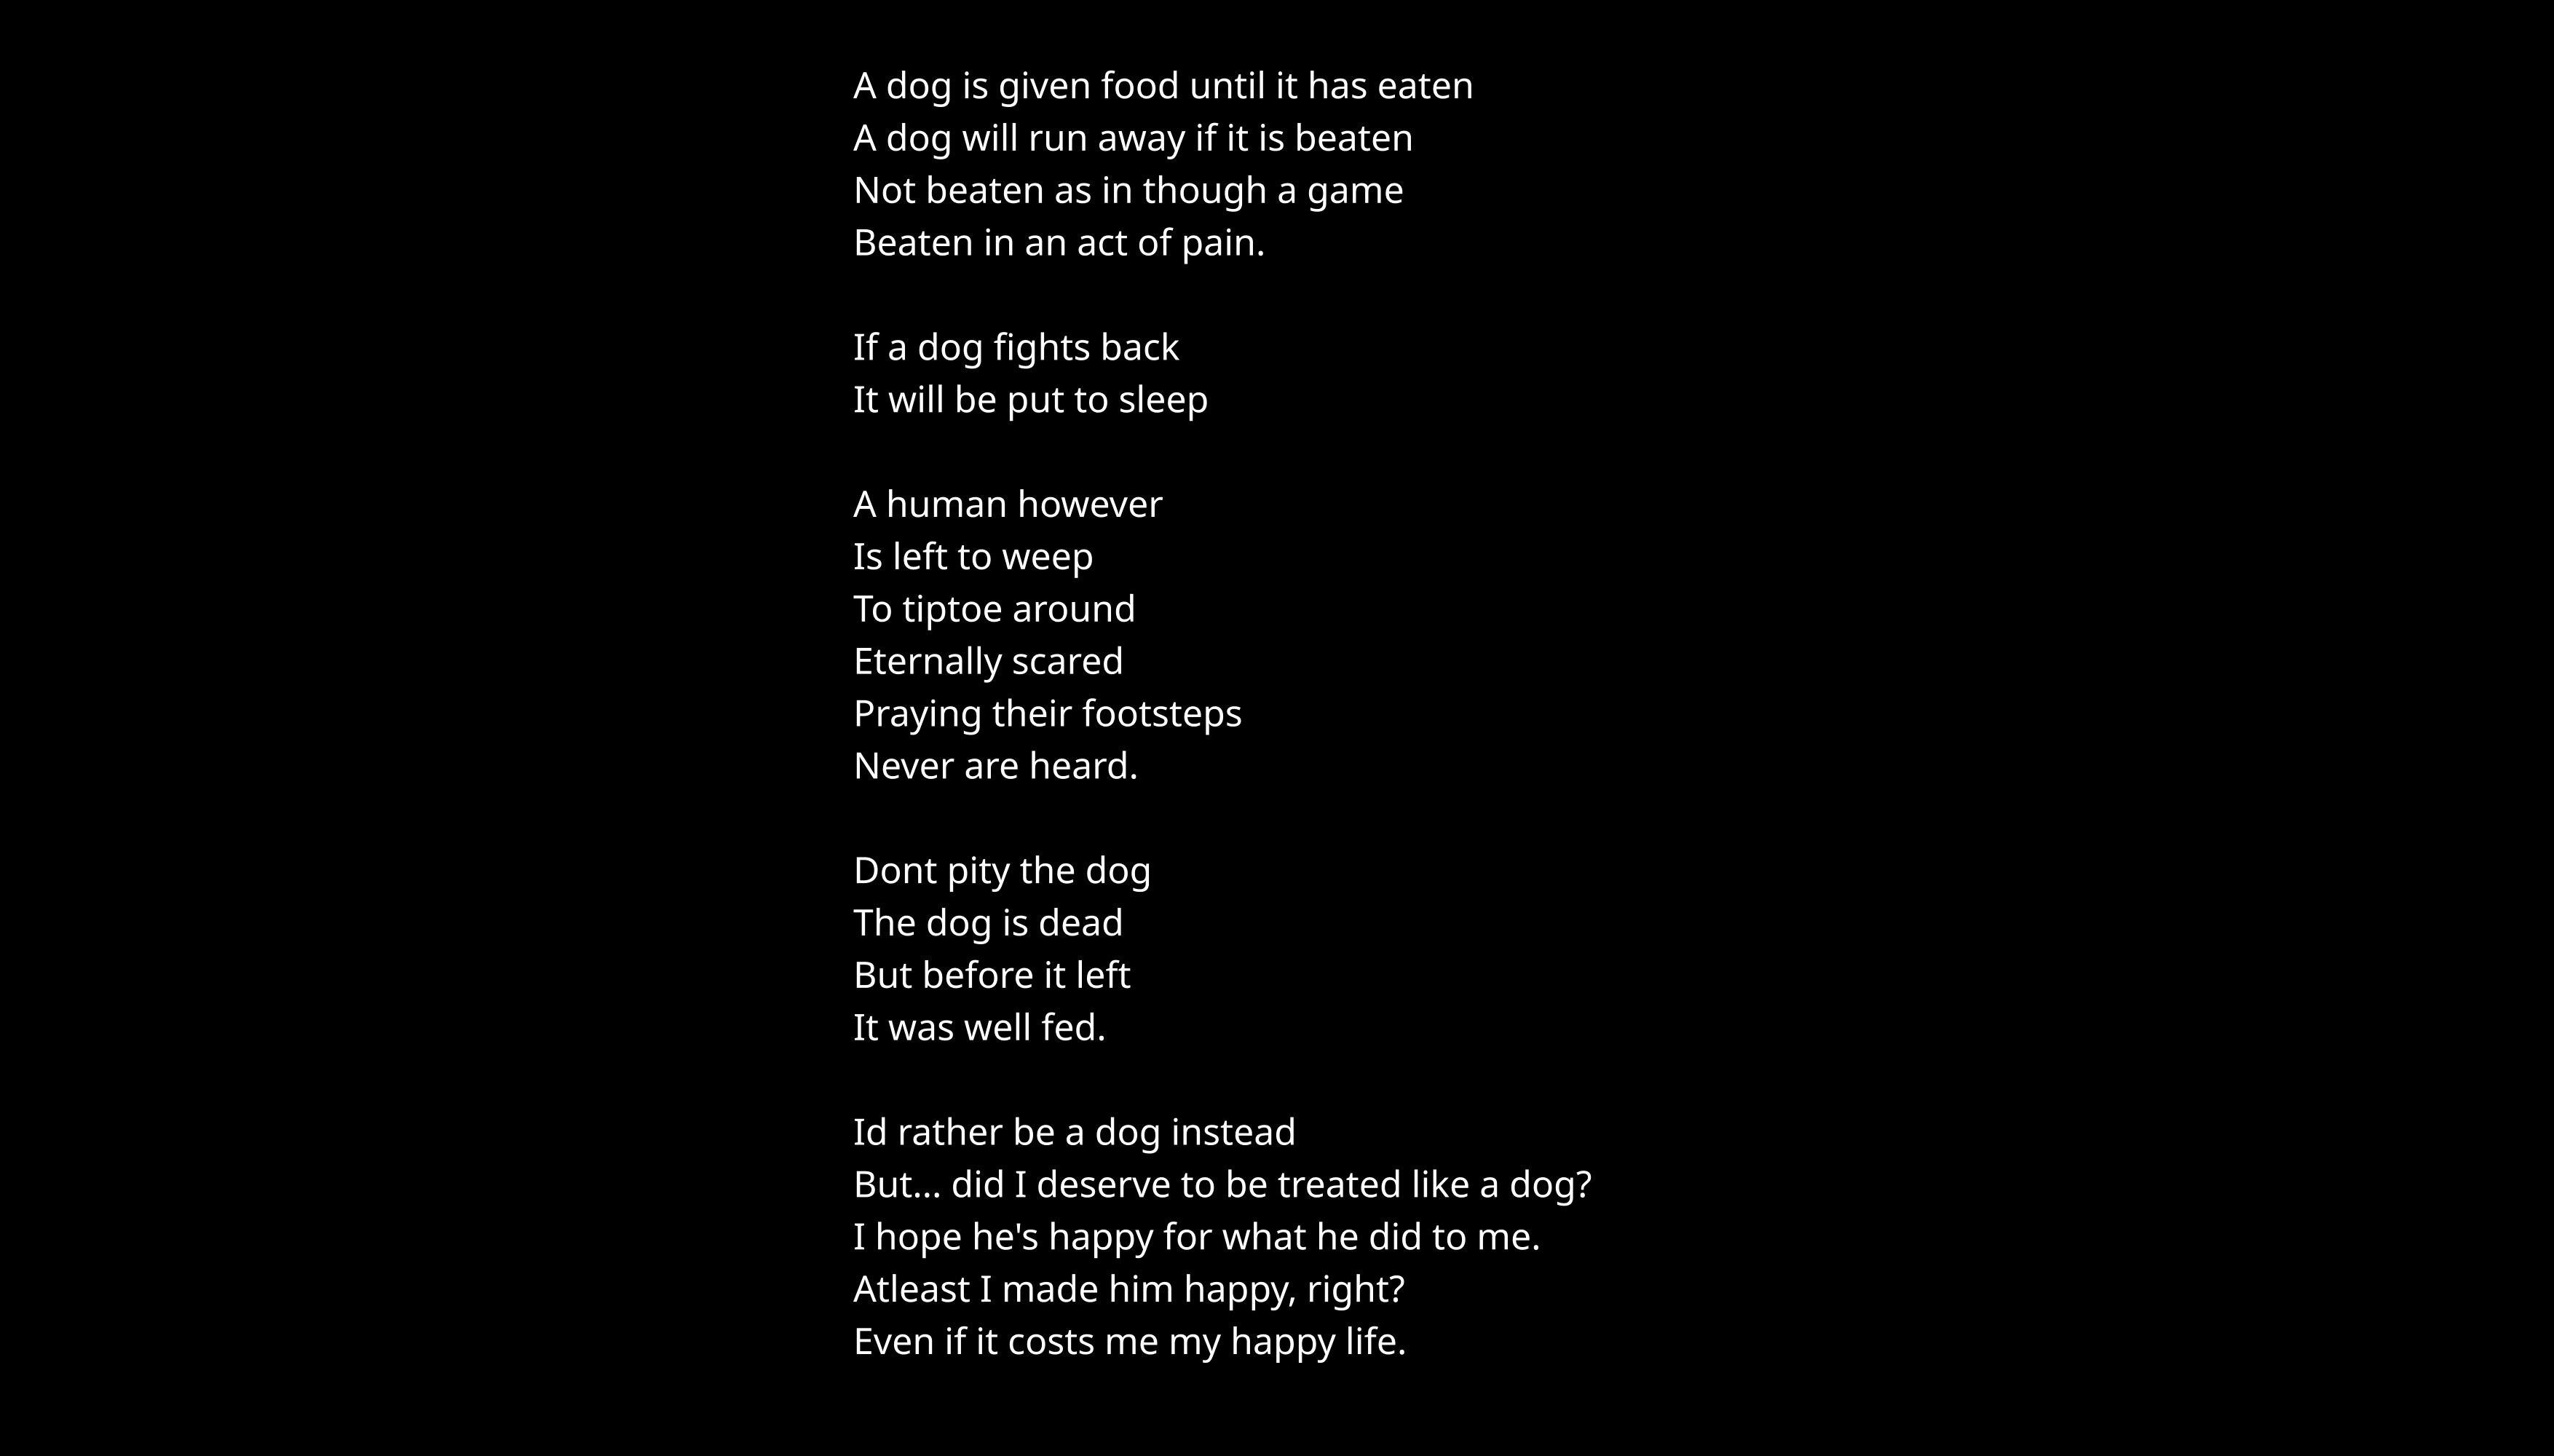 A dog is given food until it has eaten
A dog will run away if it is beaten
Not beaten as in though a game
Beaten in an act of pain.

If a dog fights back
It will be put to sleep

A human however
Is left to weep
To tiptoe around
Eternally scared
Praying their footsteps
Never are heard.

Dont pity the dog
The dog is dead
But before it left
It was well fed.

Id rather be a dog instead
But... did I deserve to be treated like a dog?
I hope he's happy for what he did to me.
Atleast I made him happy, right?
Even if it costs me my happy life.